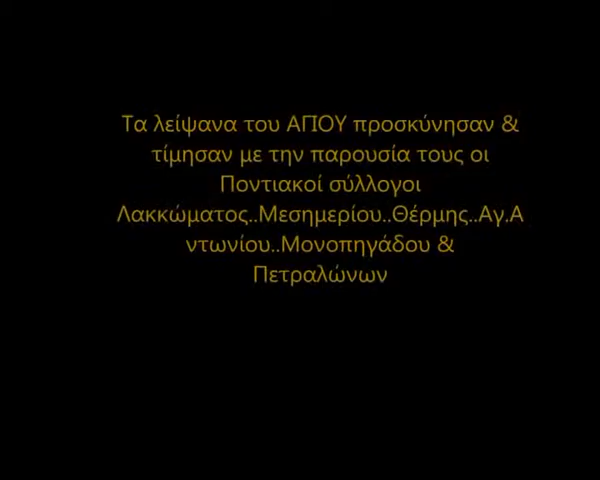 Τα λείψανα του ΑΓΙΟΥ προσκύνησαν &
τίμησαν με την παρουσία τους οι
Ποντιακοί σύλλογοι
Λακκώματος..Μεσημερίου..Θέρμης..Αγ.Α
ντωνίου..Μονοπηγάδου &
Πετραλώνων